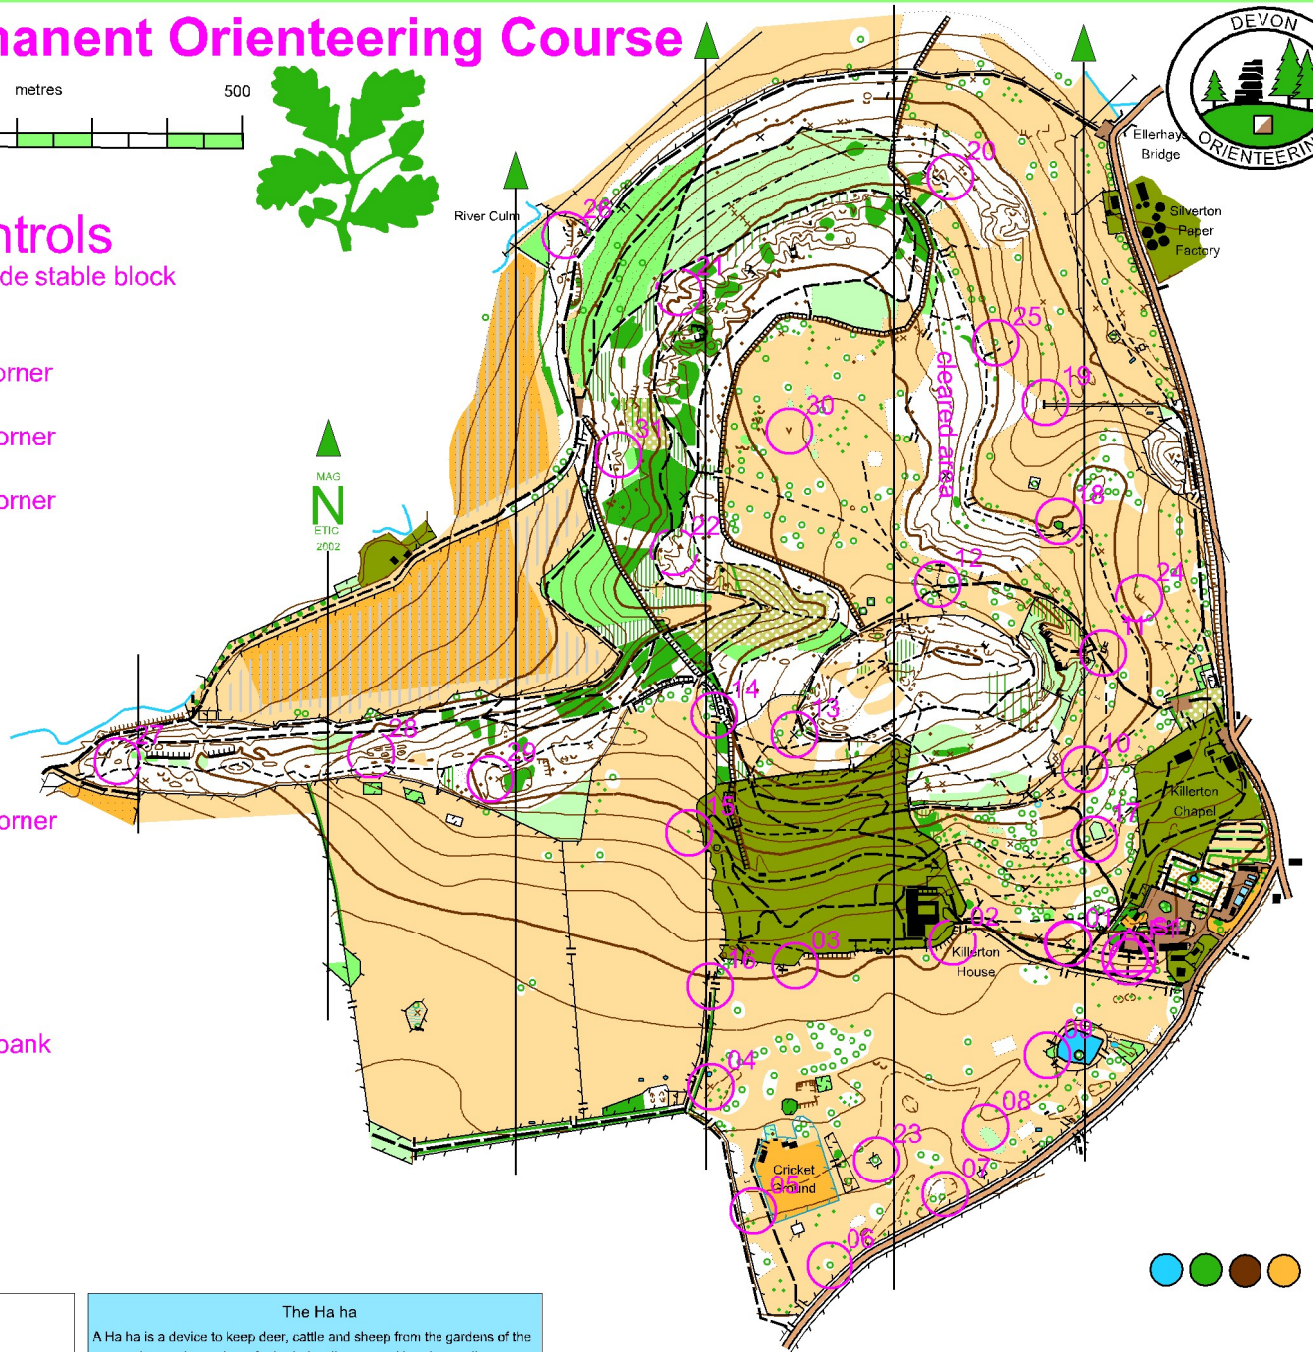 manent Orienteering Course
metres 500
DEVON
ORIENTEERIN
Ellerhays
Bridge
River Culm
Silverton
Paper
Factory
ntrols
de stable block
orner
orner
orner
orner
bank
MAG
N
ETIC
2002
cleared area
20
26
21
25
19
30
31
18
22
12
24
11
14
13
27
28
29
10
Killerton
Chapel
15
17
02
01
03
Killerton
House
16
09
04
08
23
Cricket
Ground
07
05
06
The Ha ha
A Ha ha is a device to keep deer, cattle and sheep from the gardens of the